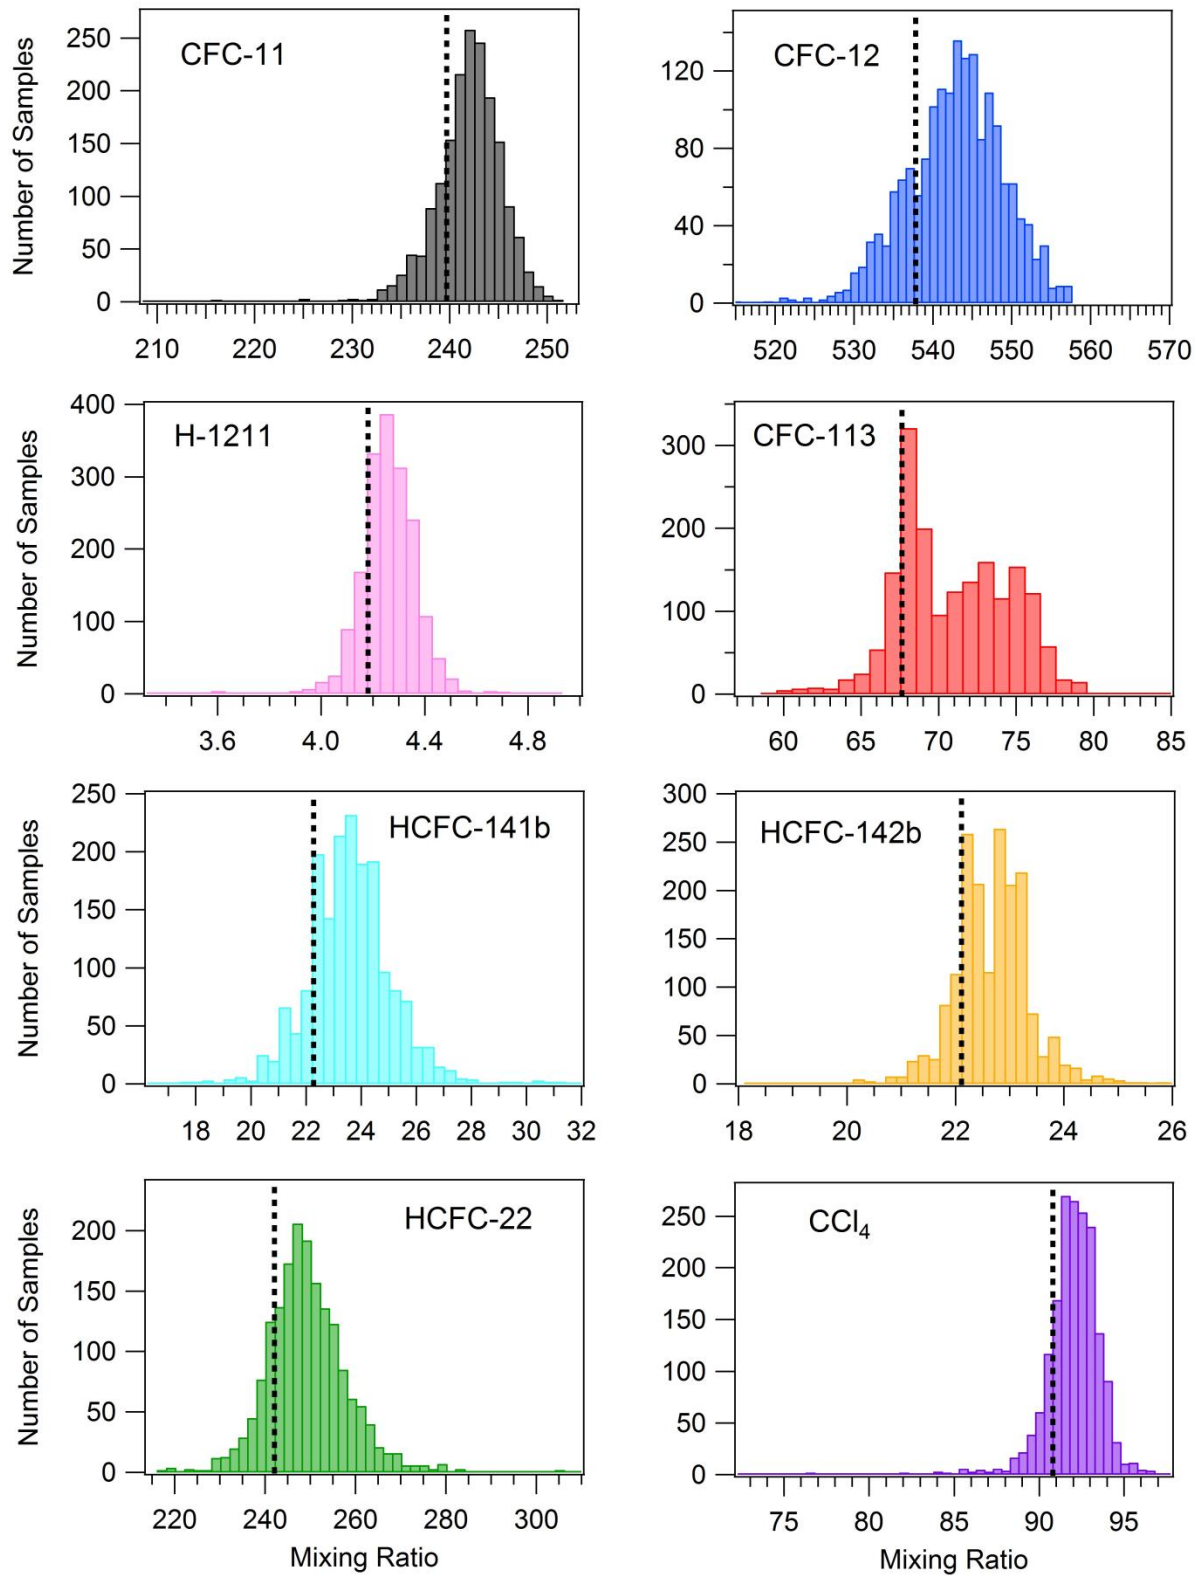 CFC-11
Number of Samples
250
200
150
100
50
0
210 220 230 240 250
CFC-12
120
80
40
0
520 530 540 550 560 570
H-1211
Number of Samples
400
300
200
100
0
3.6 4.0 4.4 4.8
CFC-113
300
200
100
0
60 65 70 75 80 85
HCFC-141b
Number of Samples
250
200
150
100
50
0
18 20 22 24 26 28 30 32
HCFC-142b
300
250
200
150
100
50
0
18 20 22 24 26
HCFC-22
Number of Samples
200
150
100
50
0
220 240 260 280 300
Mixing Ratio
CCl₄
250
200
150
100
50
0
75 80 85 90 95
Mixing Ratio